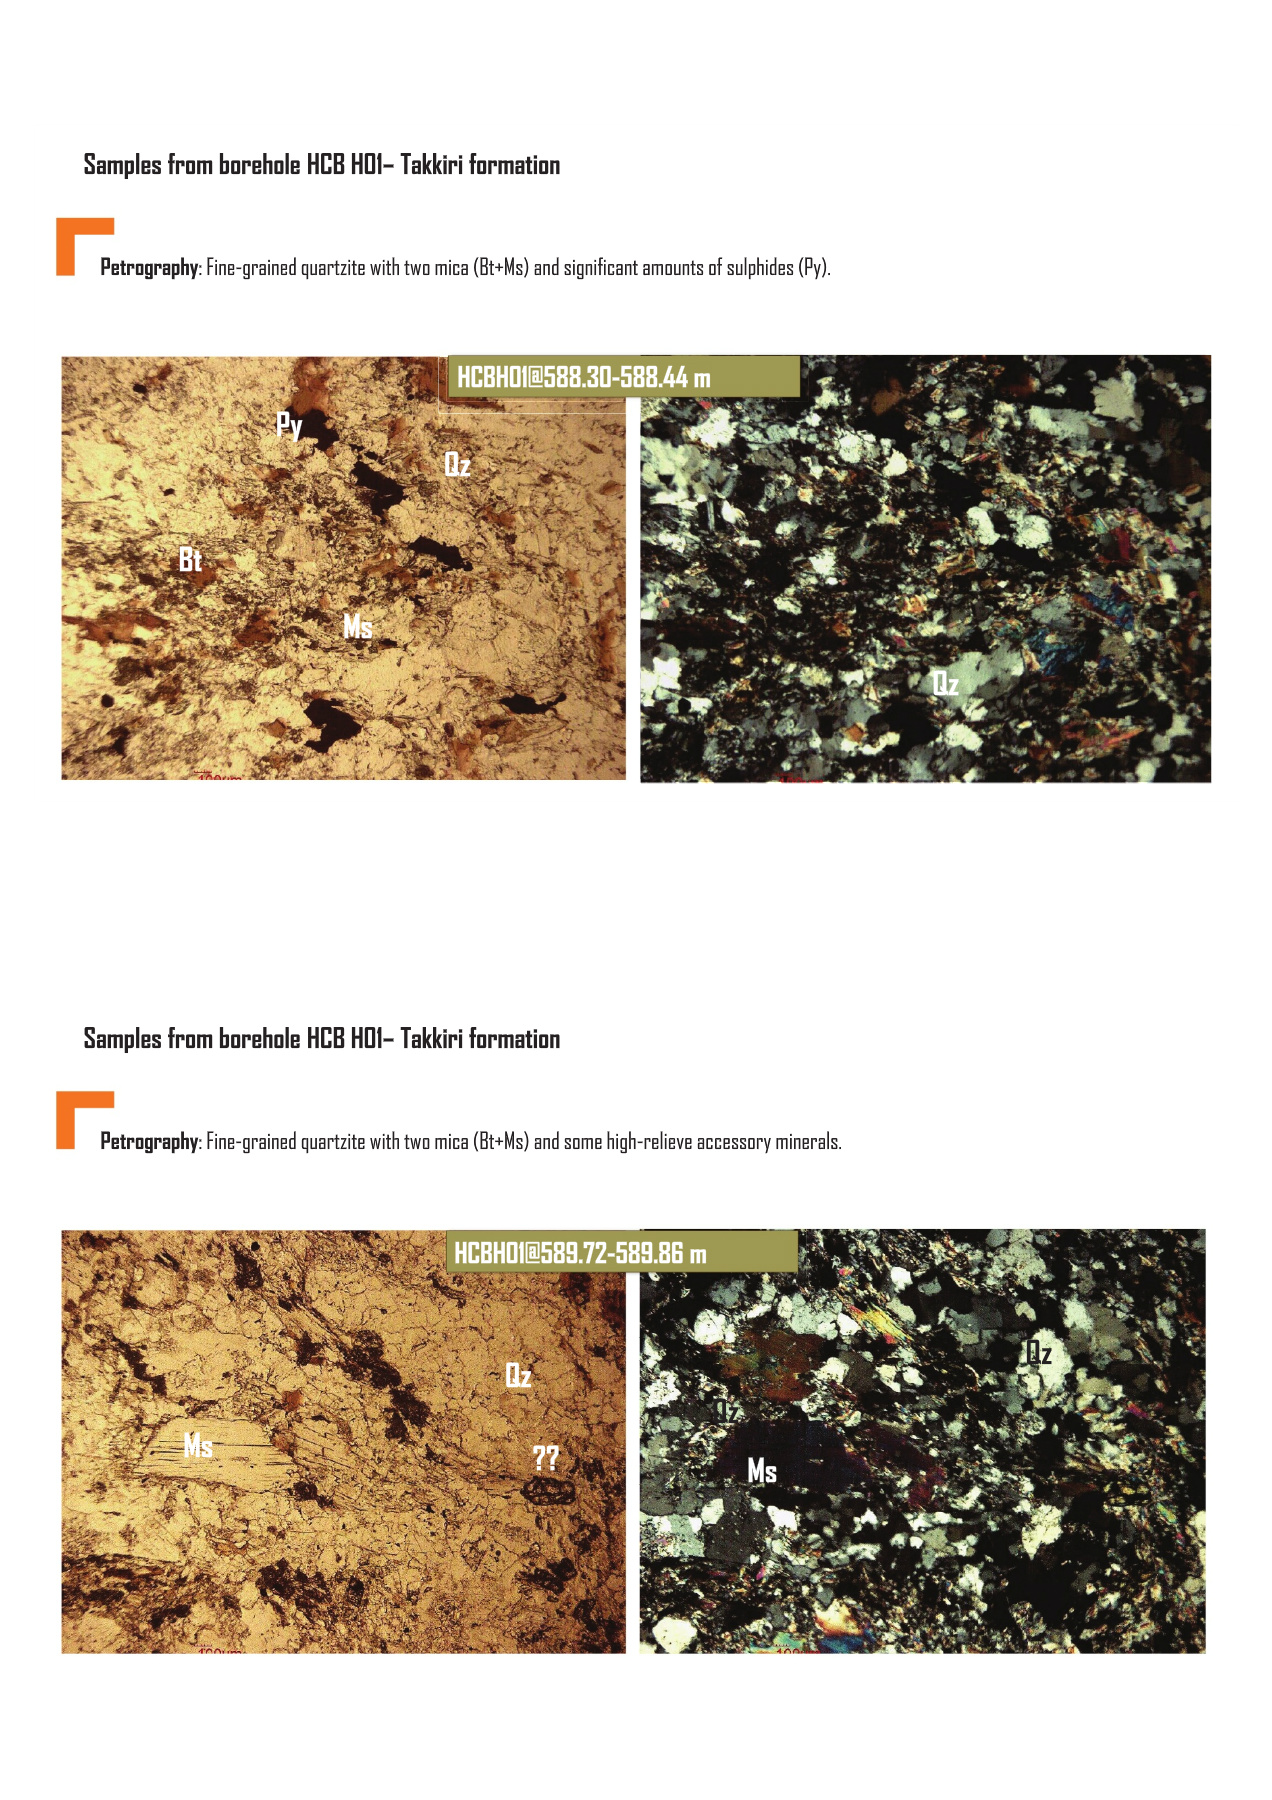 Samples from borehole HCB H01– Takkiri formation
Petrography: Fine-grained quartzite with two mica (Bt+Ms) and significant amounts of sulphides (Py).
HCBH01@588.30-588.44 m
Py
Qz
Bt
Ms
Qz
Samples from borehole HCB H01– Takkiri formation
Petrography: Fine-grained quartzite with two mica (Bt+Ms) and some high-relieve accessory minerals.
HCBH01@589.72-589.86 m
Qz
Ms
??
Qz
Qz
Ms